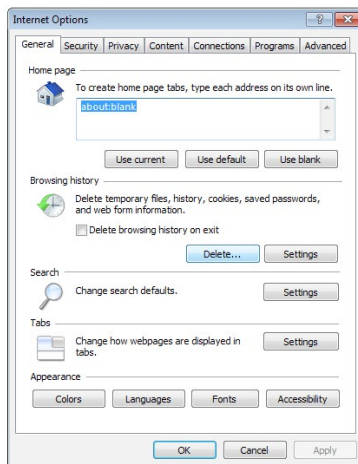 Internet Options
General Security Privacy Content Connections Programs Advanced
Home page
To create home page tabs, type each address on its own line.
about:blank
Use current Use default Use blank
Browsing history
Delete temporary files, history, cookies, saved passwords,
and web form information.
Delete browsing history on exit
Delete... Settings
Search
Change search defaults. Settings
Tabs
Change how webpages are displayed in
tabs.
Settings
Appearance
Colors Languages Fonts Accessibility
OK Cancel Apply